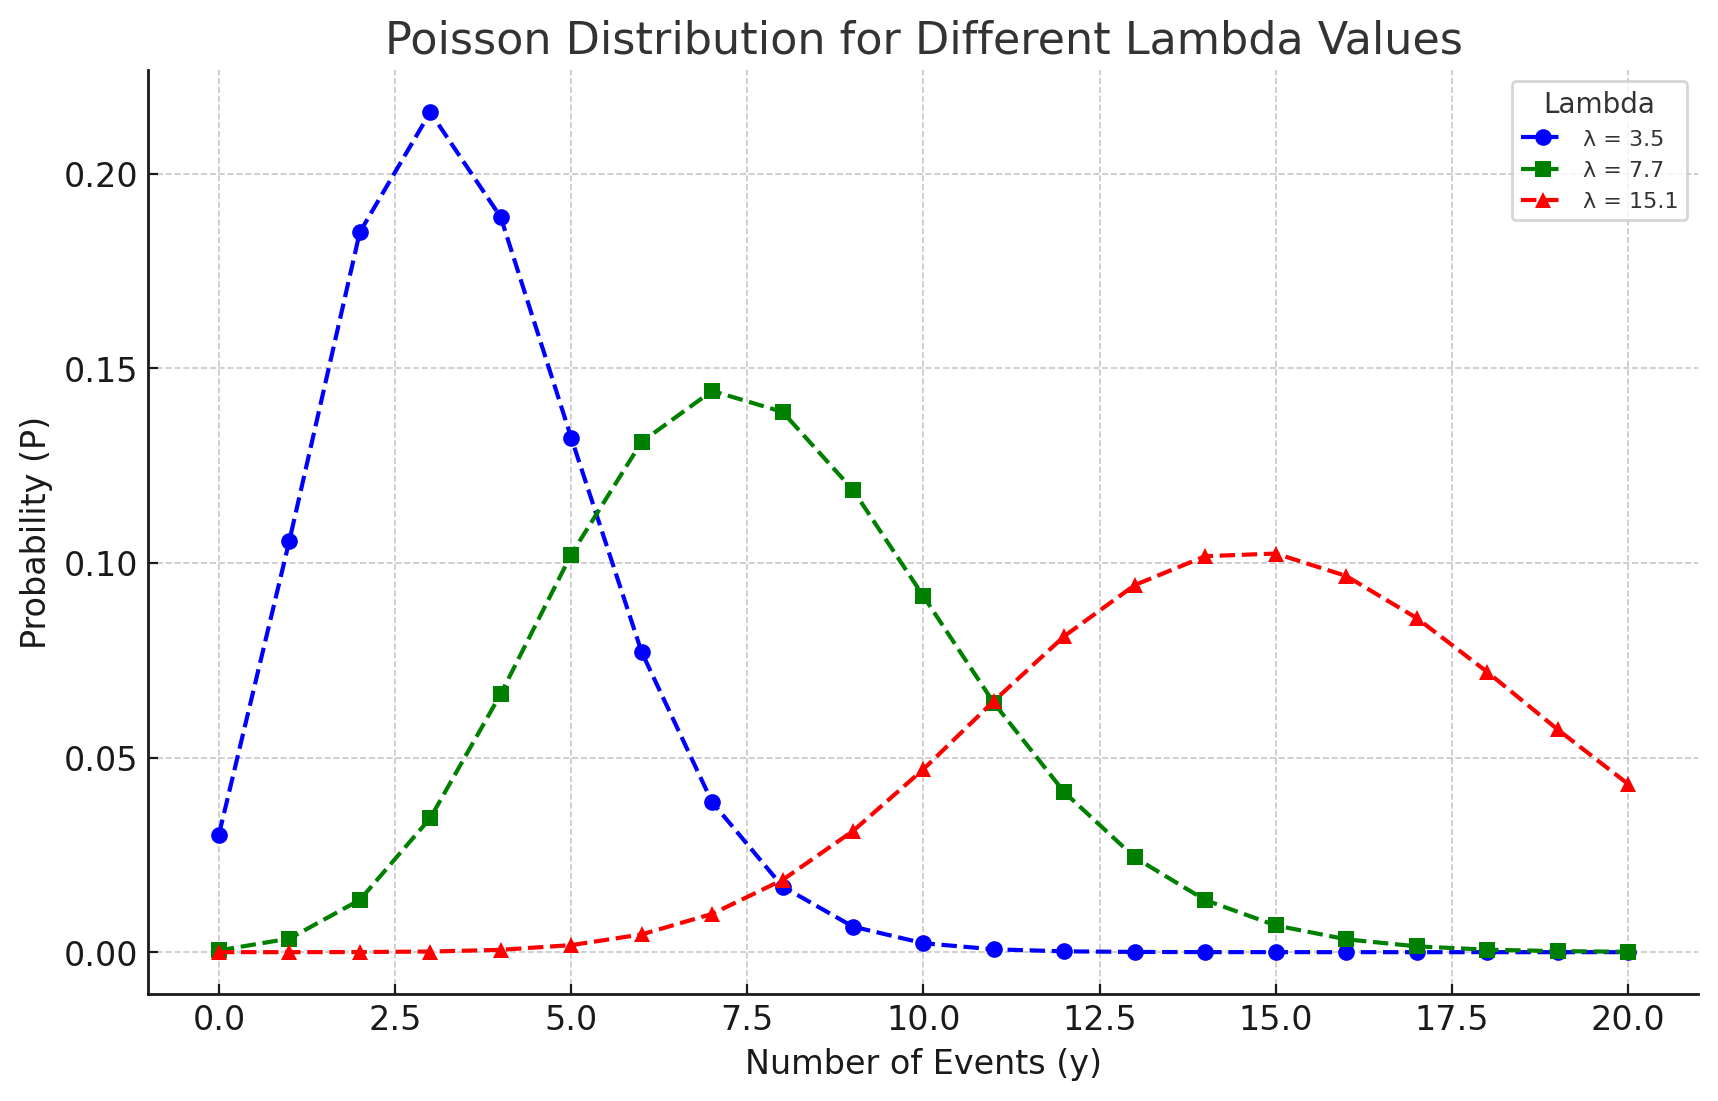 Poisson Distribution for Different Lambda Values
Lambda
λ = 3.5
λ = 7.7
λ = 15.1
Probability (P)
0.20
0.15
0.10
0.05
0.00
0.0 2.5 5.0 7.5 10.0 12.5 15.0 17.5 20.0
Number of Events (y)